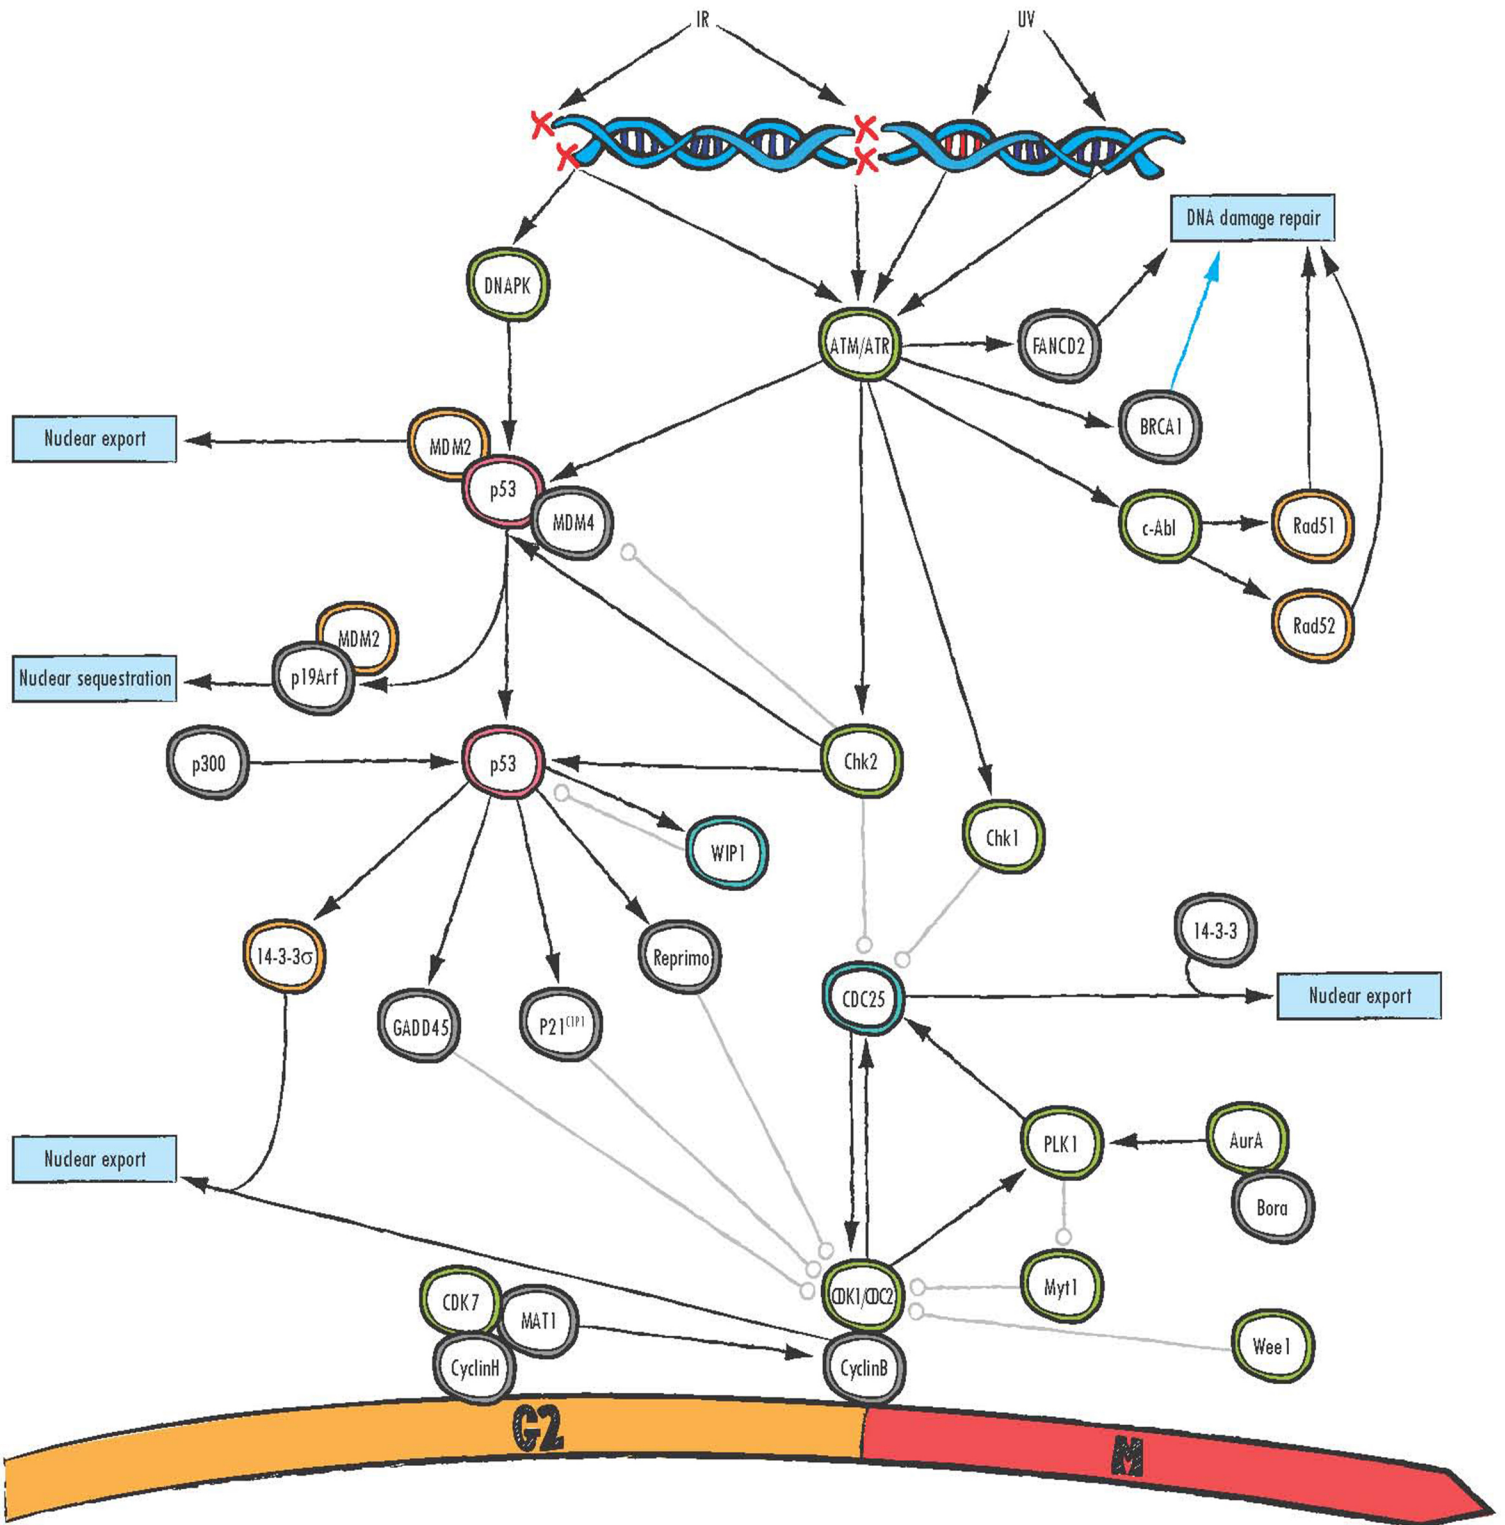 IR
UV
DNA damage repair
DNAPK
ATM/ATR
FANCD2
BRCA1
Nuclear export
MDM2
p53
MDM4
c-Abl
Rad51
Rad52
MDM2
p19Arf
Nuclear sequestration
p300
p53
Chk2
WIP1
Chk1
14-3-3
14-3-3σ
Reprimo
GADD45
P21CIP1
CDC25
Nuclear export
PLK1
AurA
Bora
Nuclear export
CDK7
MAT1
CyclinH
CDK1/CDC2
CyclinB
Myt1
Wee1
G2
M